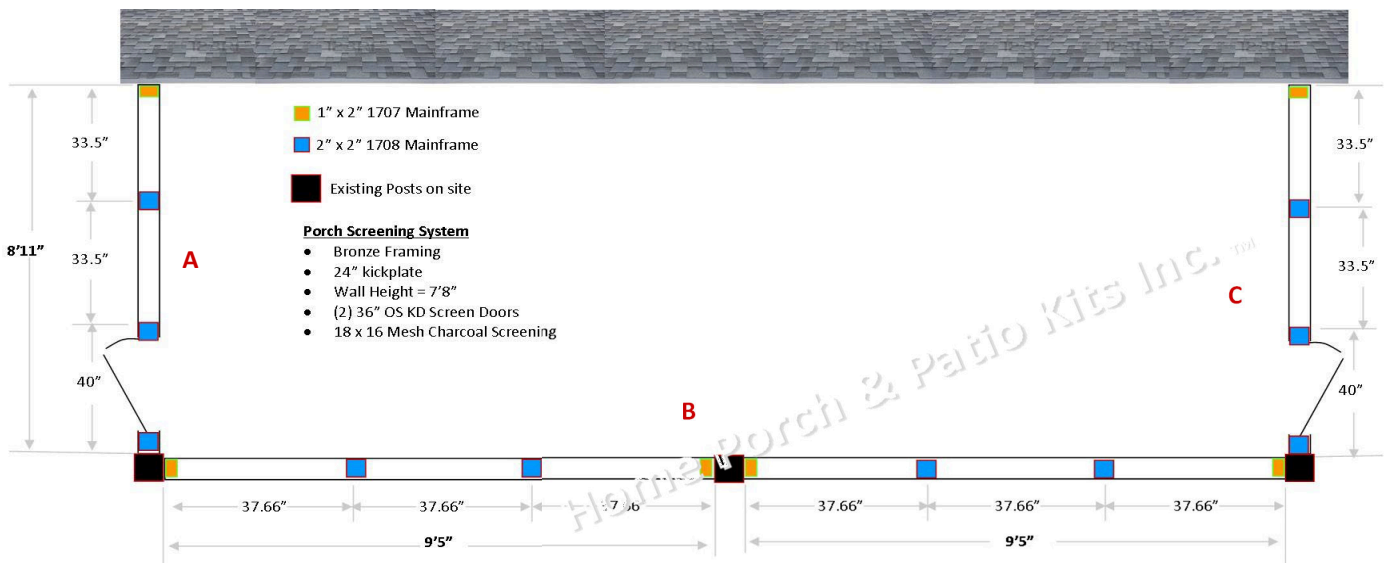 1” x 2” 1707 Mainframe
2” x 2” 1708 Mainframe
Existing Posts on site
Porch Screening System
• Bronze Framing
• 24” kickplate
• Wall Height = 7’8”
• (2) 36” OS KD Screen Doors
• 18 x 16 Mesh Charcoal Screening
8’11”
33.5”
33.5”
40”
A
B
C
33.5”
33.5”
40”
Home Porch & Patio Kits Inc. TM
37.66” 37.66” 37.66 37.66” 37.66” 37.66”
9’5” 9’5”